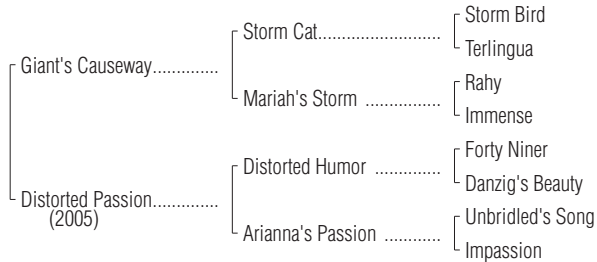 Storm Bird
Storm Cat.............................
Terlingua
Giant's Causeway..............
Rahy
Mariah's Storm .................
Immense
Forty Niner
Distorted Humor ...............
Danzig's Beauty
Distorted Passion..............
(2005)
Unbridled's Song
Arianna's Passion .............
Impassion